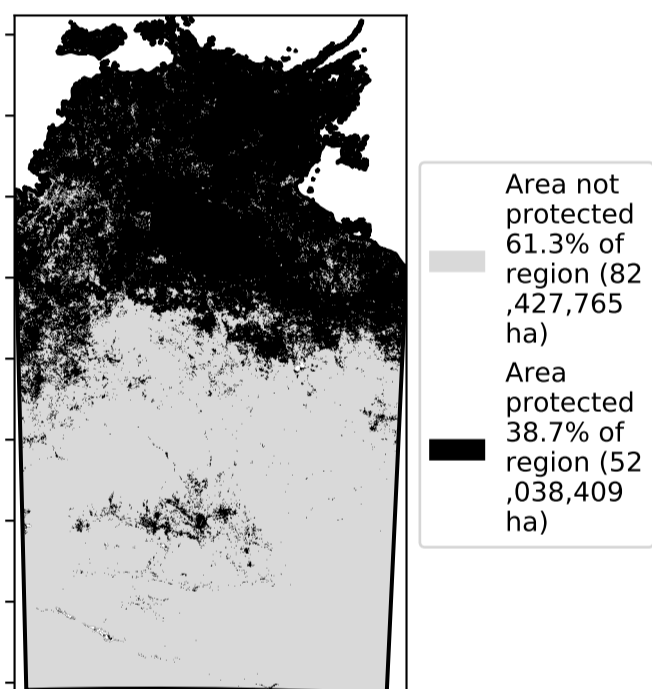 Area not
protected
61.3% of
region (82
,427,765
ha)
Area
protected
38.7% of
region (52
,038,409
ha)